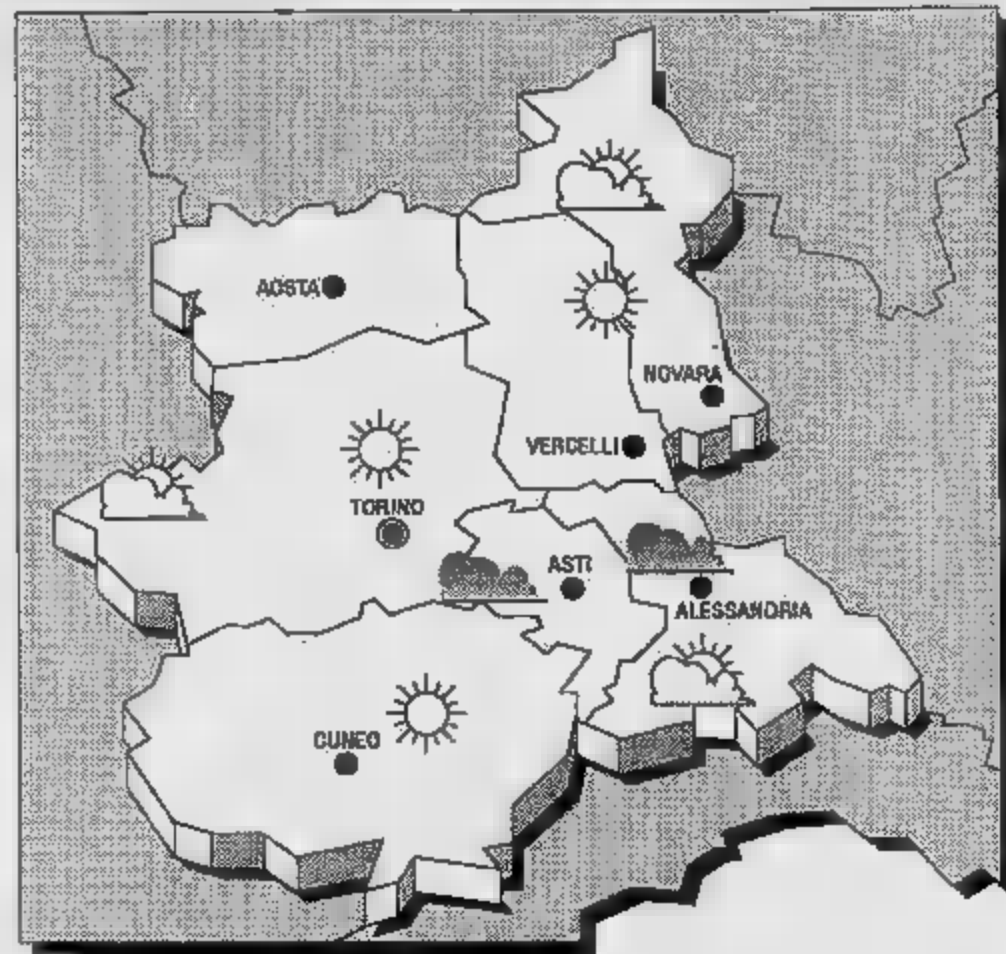 AOSTA
NOVARA
VERCELLI
TORINO
ASTI
ALESSANDRIA
CUNEO